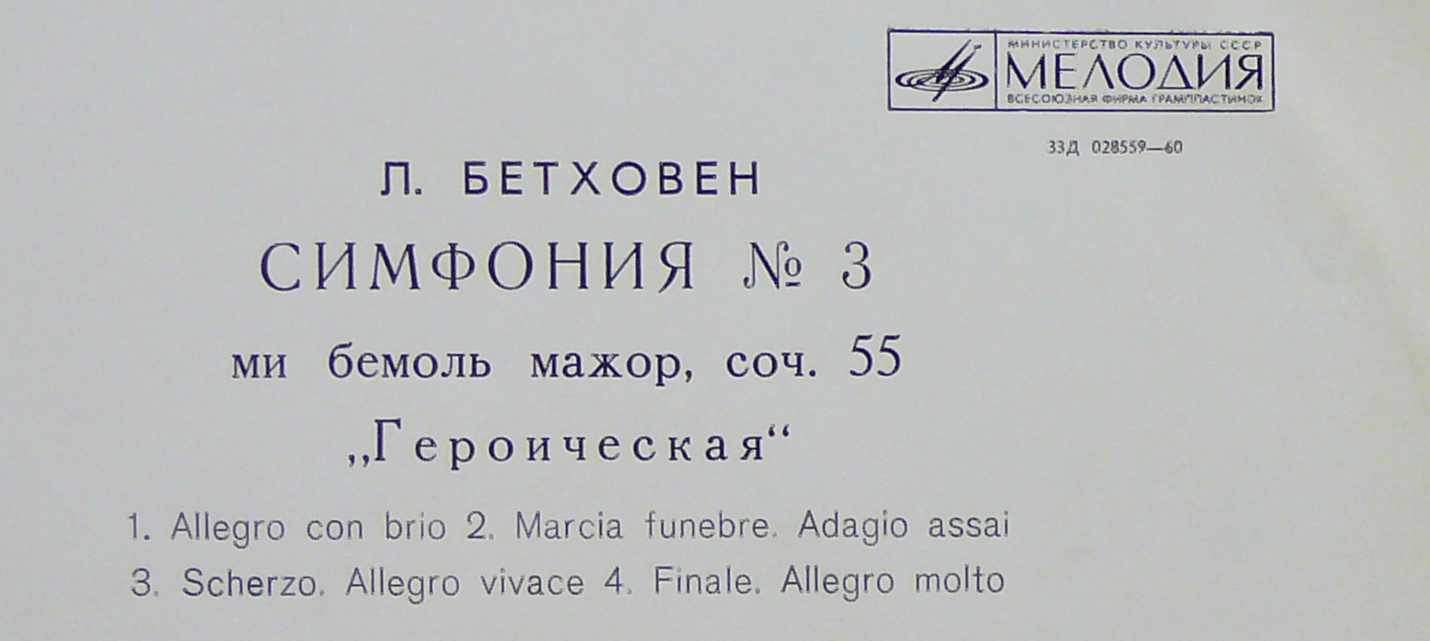 МИНИСТЕРСТВО КУЛЬТУРЫ СССР
МЕЛОДИЯ
ВСЕСОЮЗНАЯ ФИРМА ГРАМПЛАСТИНОК
33Д 028559—60
Л. БЕТХОВЕН
СИМФОНИЯ № 3
ми бемоль мажор, соч. 55
„Героическая“
1. Allegro con brio 2. Marcia funebre. Adagio assai
3. Scherzo. Allegro vivace 4. Finale. Allegro molto